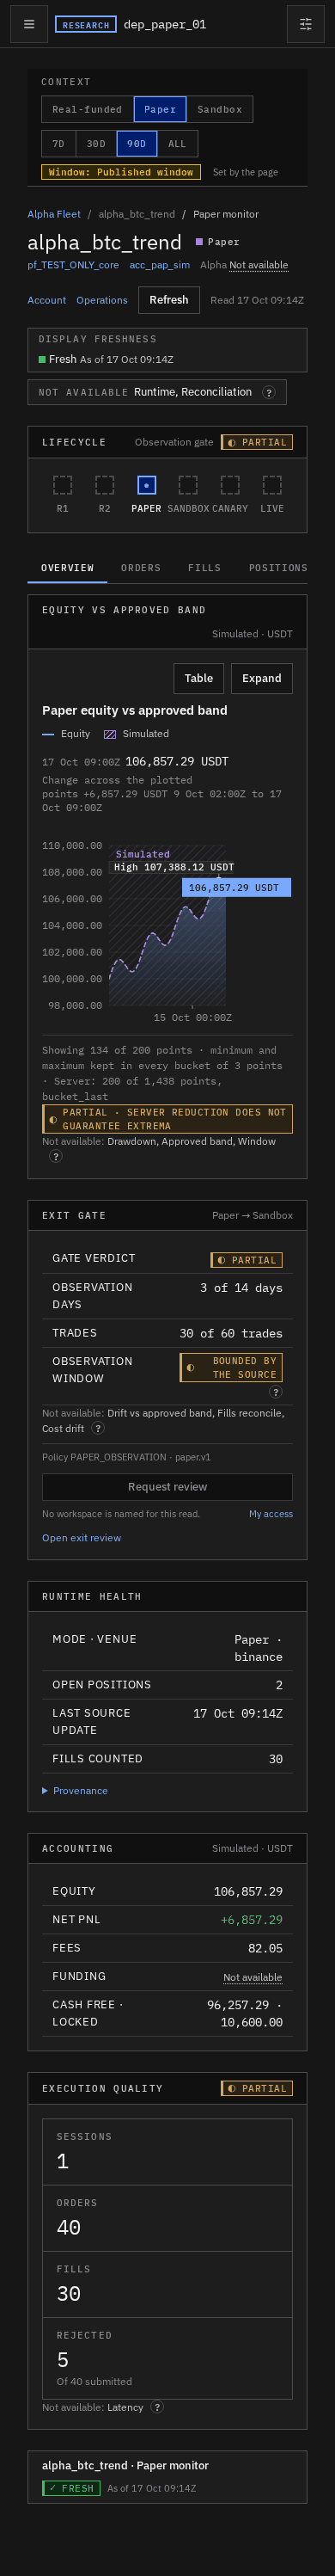 RESEARCH dep_paper_01
CONTEXT
Real-funded Paper Sandbox
7D 30D 90D ALL
Window: Published window Set by the page
Alpha Fleet / alpha_btc_trend / Paper monitor
alpha_btc_trend Paper
pf_TEST_ONLY_core acc_pap_sim Alpha Not available
Account Operations Refresh Read 17 Oct 09:14Z
DISPLAY FRESHNESS
Fresh As of 17 Oct 09:14Z
NOT AVAILABLE Runtime, Reconciliation ?
LIFECYCLE Observation gate PARTIAL
R1 R2 PAPER SANDBOX CANARY LIVE
OVERVIEW ORDERS FILLS POSITIONS
EQUITY VS APPROVED BAND
Simulated · USDT
Table Expand
Paper equity vs approved band
Equity Simulated
17 Oct 09:00Z 106,857.29 USDT
Change across the plotted
points +6,857.29 USDT 9 Oct 02:00Z to 17
Oct 09:00Z
110,000.00
Simulated
108,000.00
High 107,388.12 USDT
106,857.29 USDT
106,000.00
104,000.00
102,000.00
100,000.00
98,000.00
15 Oct 00:00Z
Showing 134 of 200 points · minimum and
maximum kept in every bucket of 3 points
· Server: 200 of 1,438 points,
bucket_last
PARTIAL · SERVER REDUCTION DOES NOT
GUARANTEE EXTREMA
Not available: Drawdown, Approved band, Window
?
EXIT GATE Paper → Sandbox
GATE VERDICT PARTIAL
OBSERVATION
DAYS 3 of 14 days
TRADES 30 of 60 trades
OBSERVATION
WINDOW BOUNDED BY
THE SOURCE
?
Not available: Drift vs approved band, Fills reconcile,
Cost drift ?
Policy PAPER_OBSERVATION · paper.v1
Request review
No workspace is named for this read. My access
Open exit review
RUNTIME HEALTH
MODE · VENUE Paper ·
binance
OPEN POSITIONS 2
LAST SOURCE
UPDATE 17 Oct 09:14Z
FILLS COUNTED 30
Provenance
ACCOUNTING Simulated · USDT
EQUITY 106,857.29
NET PNL +6,857.29
FEES 82.05
FUNDING Not available
CASH FREE ·
LOCKED 96,257.29 ·
10,600.00
EXECUTION QUALITY PARTIAL
SESSIONS
1
ORDERS
40
FILLS
30
REJECTED
5
Of 40 submitted
Not available: Latency ?
alpha_btc_trend · Paper monitor
✓ FRESH As of 17 Oct 09:14Z